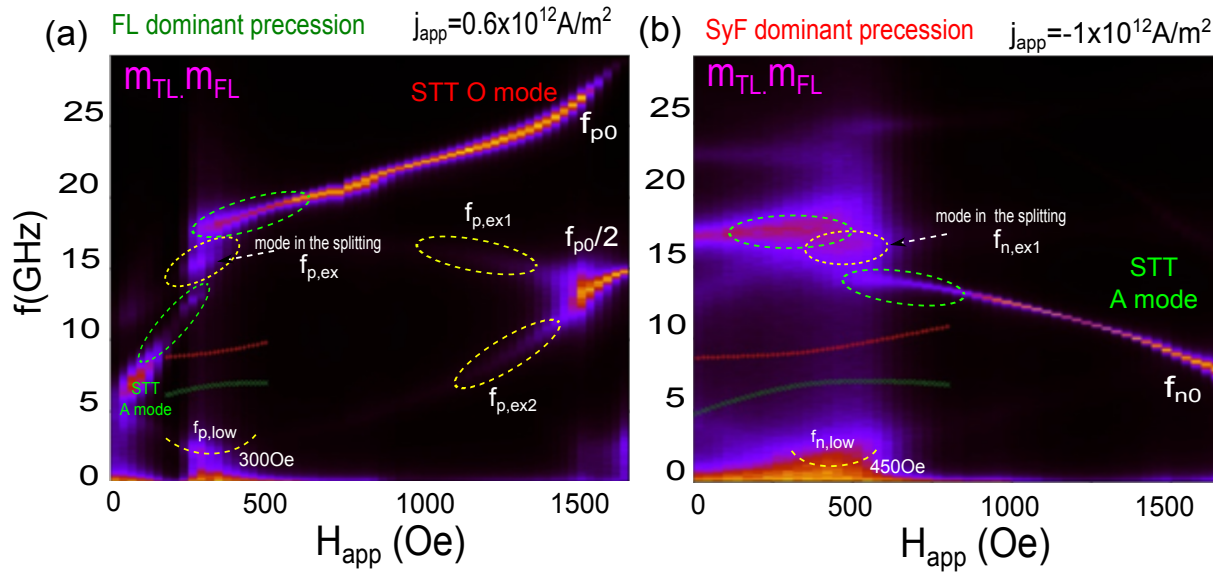 (a) FL dominant precession j_app=0.6x10^12A/m^2
m_TL.m_FL
STT O mode
f_p0
f_p,ex1
mode in the splitting
f_p,ex
f_p0/2
STT
A mode
f_p,ex2
f_p,low
300Oe
f(GHz)
25
20
15
10
5
0
0 500 1000 1500
H_app (Oe)
(b) SyF dominant precession j_app=-1x10^12A/m^2
m_TL.m_FL
mode in the splitting
f_n,ex1
STT
A mode
f_n0
f_n,low
450Oe
25
20
15
10
5
0
0 500 1000 1500
H_app (Oe)